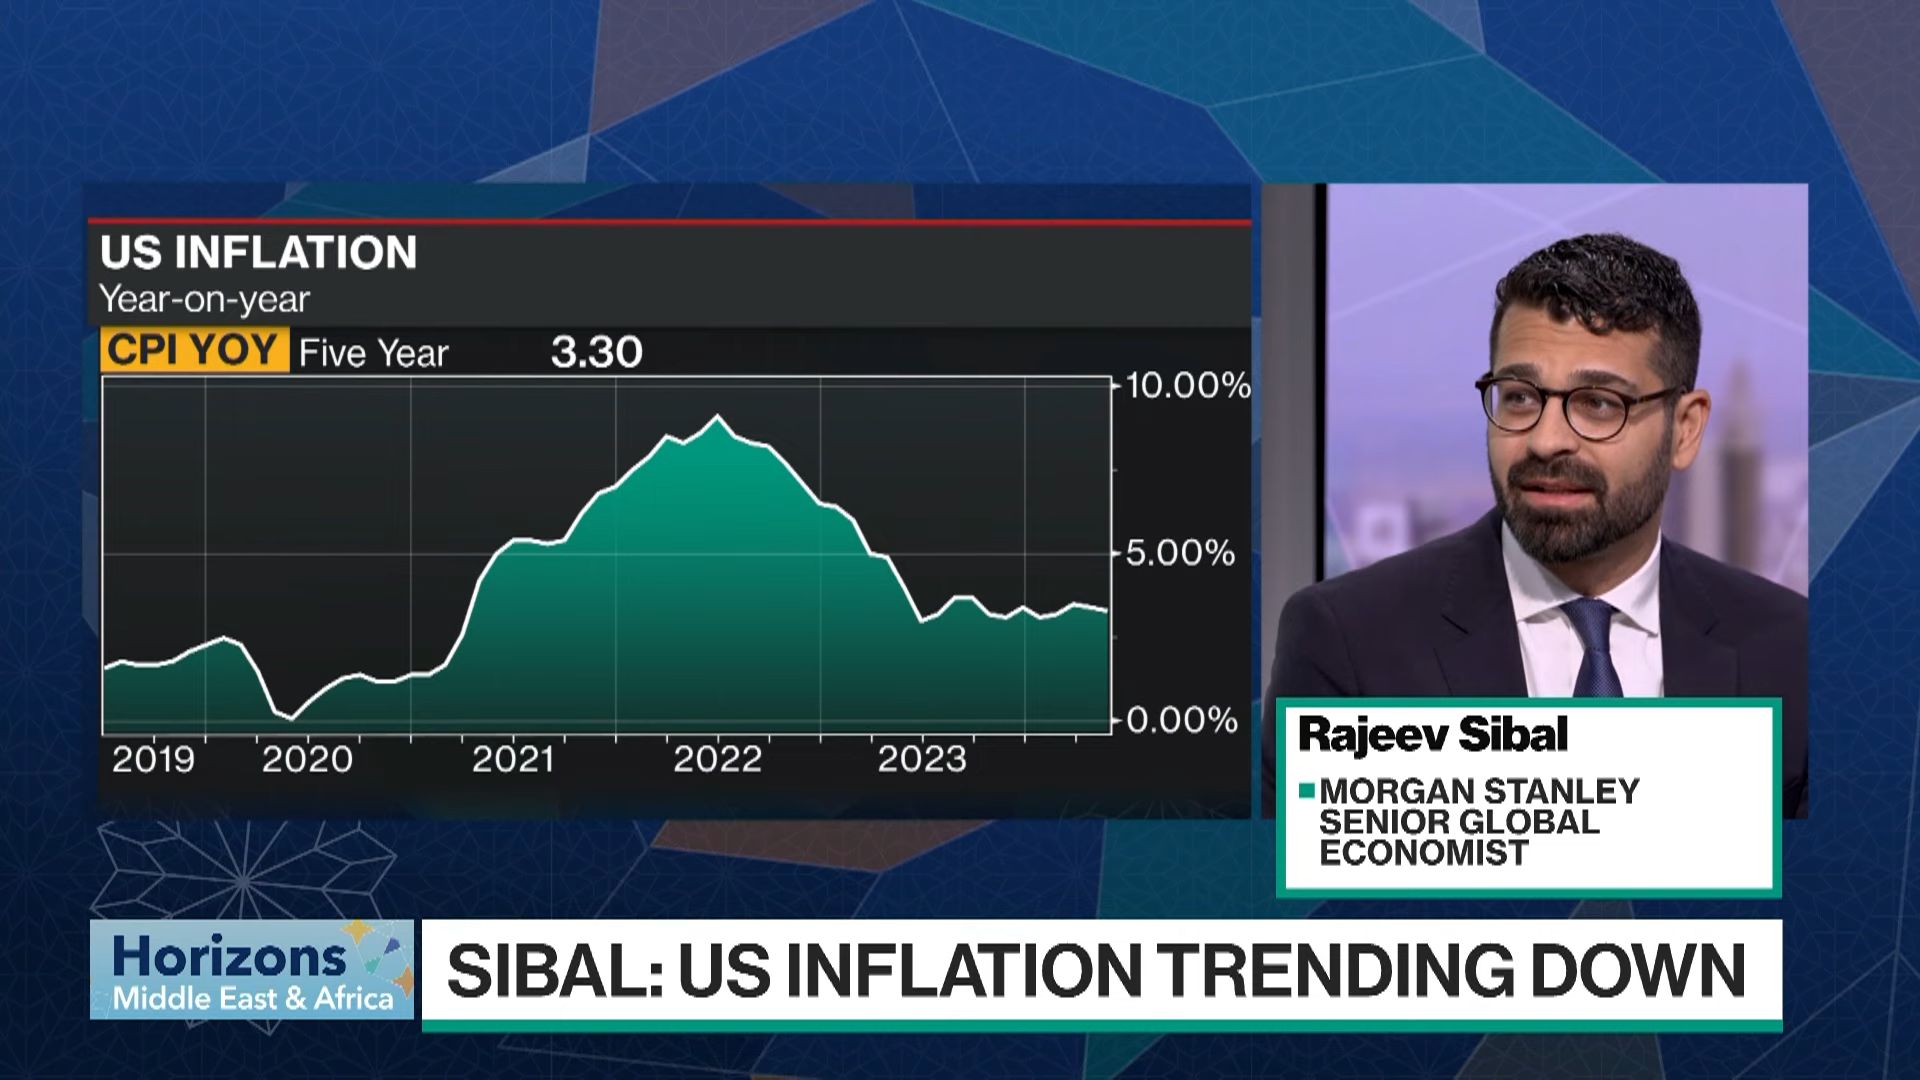 US INFLATION
Year-on-year
CPI YOY Five Year 3.30
10.00%
5.00%
0.00%
2019 2020 2021 2022 2023
Rajeev Sibal
MORGAN STANLEY
SENIOR GLOBAL
ECONOMIST
Horizons
Middle East & Africa
SIBAL: US INFLATION TRENDING DOWN